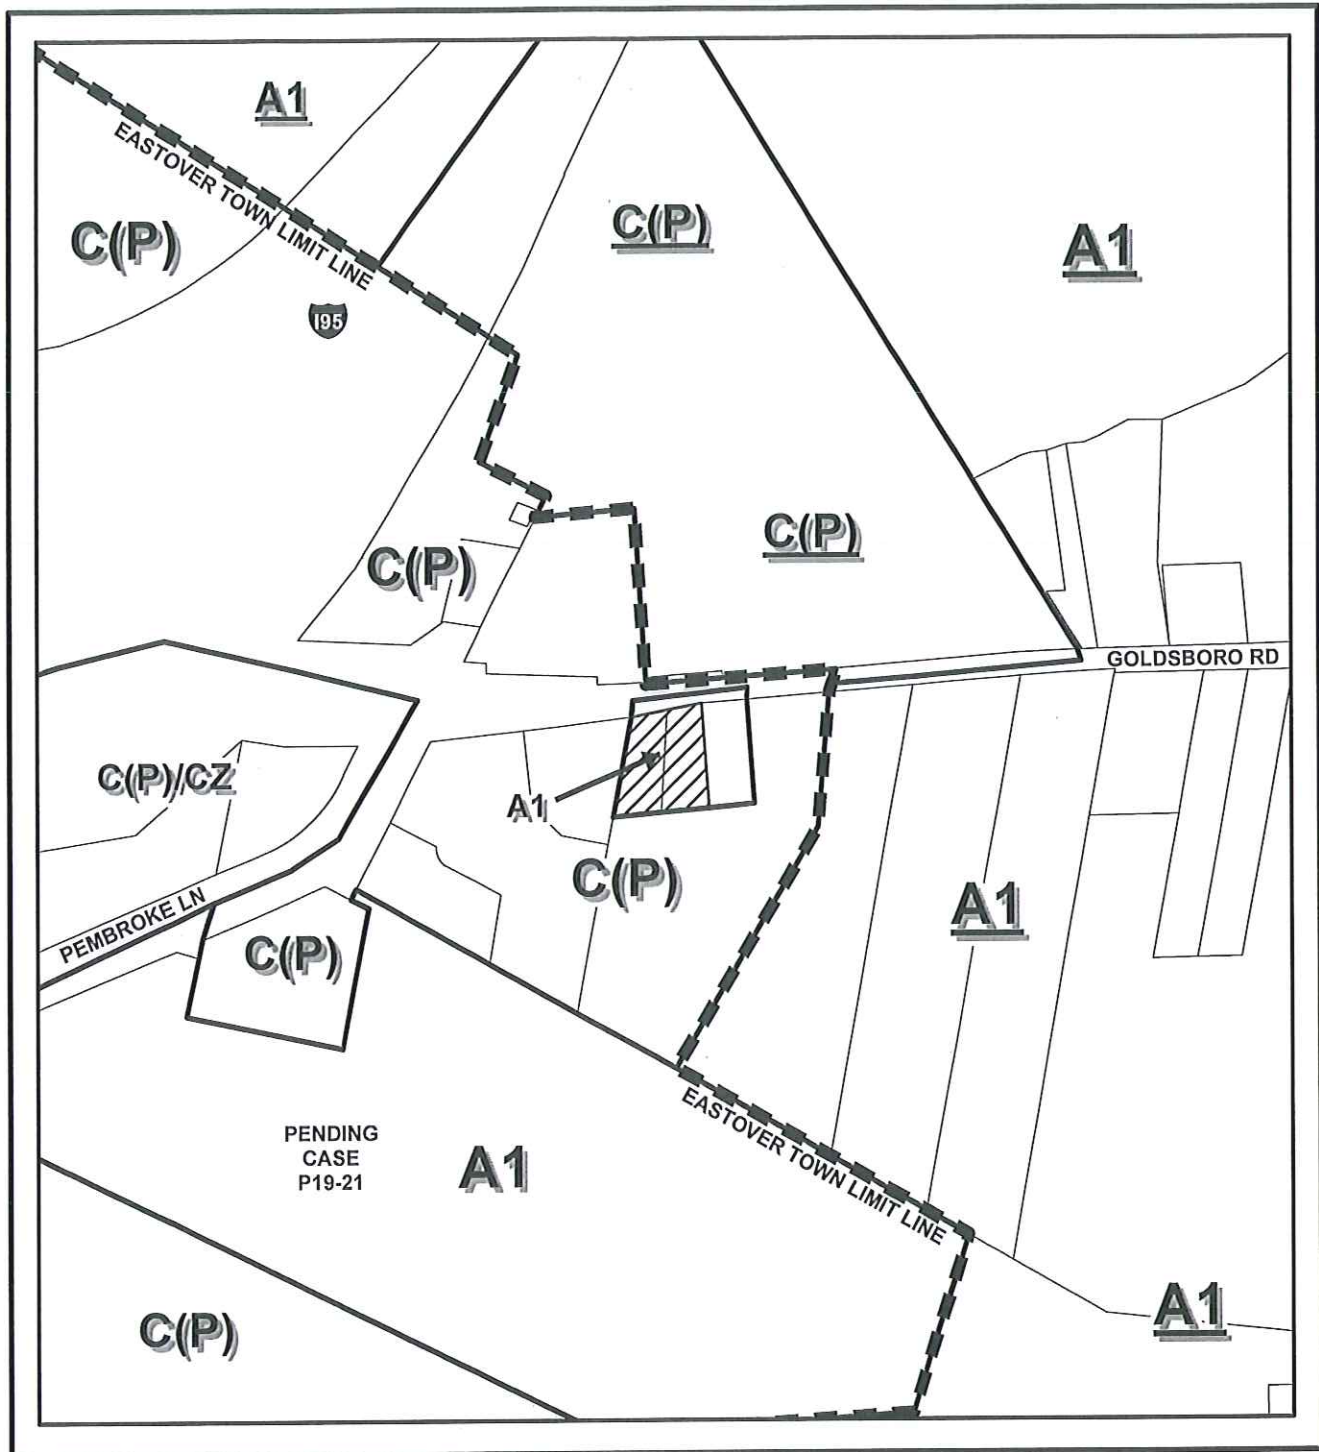 A1
EASTOVER TOWN LIMIT LINE
C(P)
C(P)
A1
I95
C(P)
C(P)
GOLDSBORO RD
C(P)/CZ
A1
C(P)
A1
PEMBROKE LN
C(P)
EASTOVER TOWN LIMIT LINE
PENDING
CASE
P19-21
A1
A1
C(P)